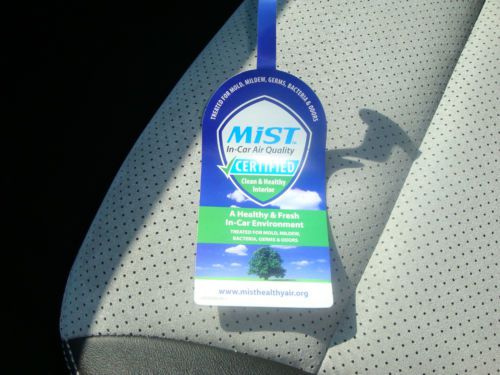 TREATED FOR MOLD, MILDEW, GERMS, BACTERIA & ODORS
MiST
In-Car Air Quality
CERTIFIED
Clean & Healthy
Interior
A Healthy & Fresh
In-Car Environment
TREATED FOR MOLD, MILDEW,
BACTERIA, GERMS & ODORS
www.misthealthyair.org